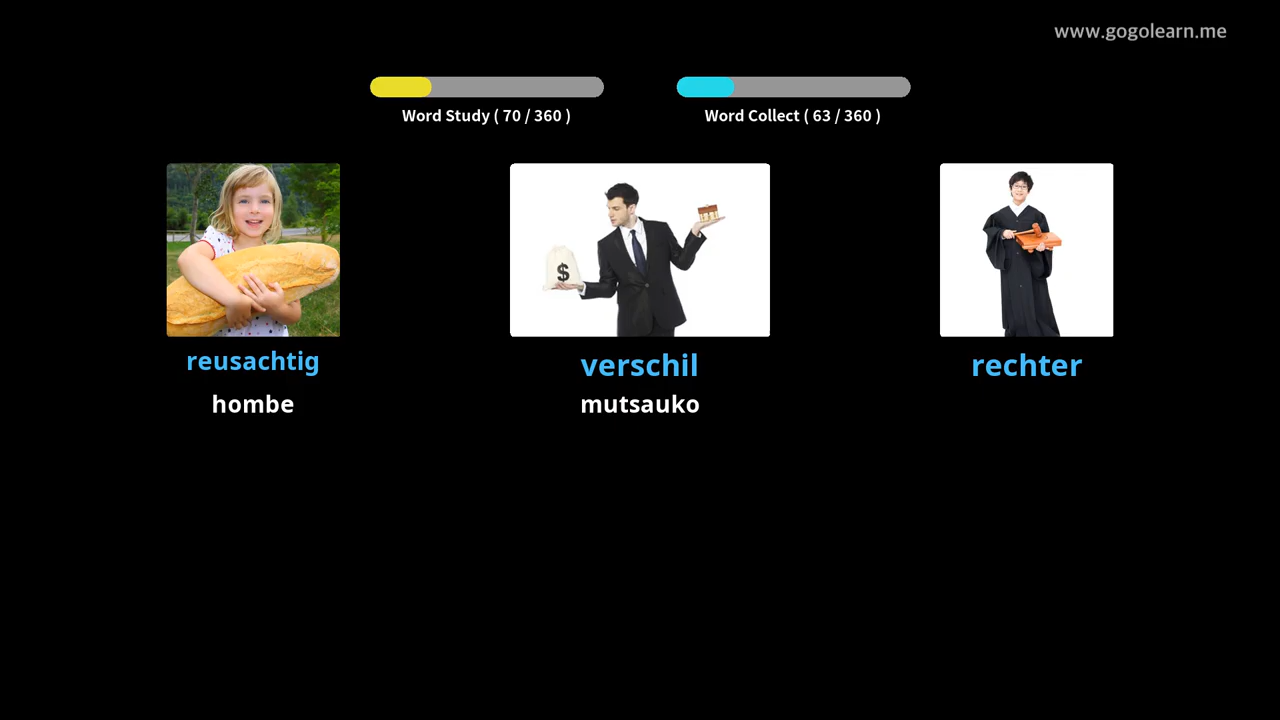 www.gogolearn.me
Word Study ( 70 / 360 )
Word Collect ( 63 / 360 )
$
reusachtig
verschil
rechter
hombe
mutsauko